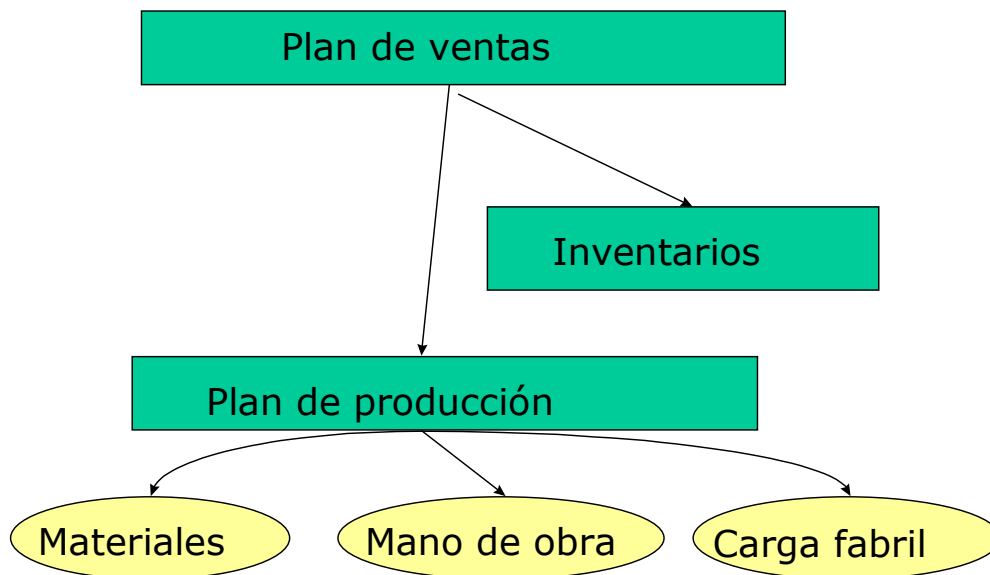 Plan de ventas
Inventarios
Plan de producción
Materiales
Mano de obra
Carga fabril